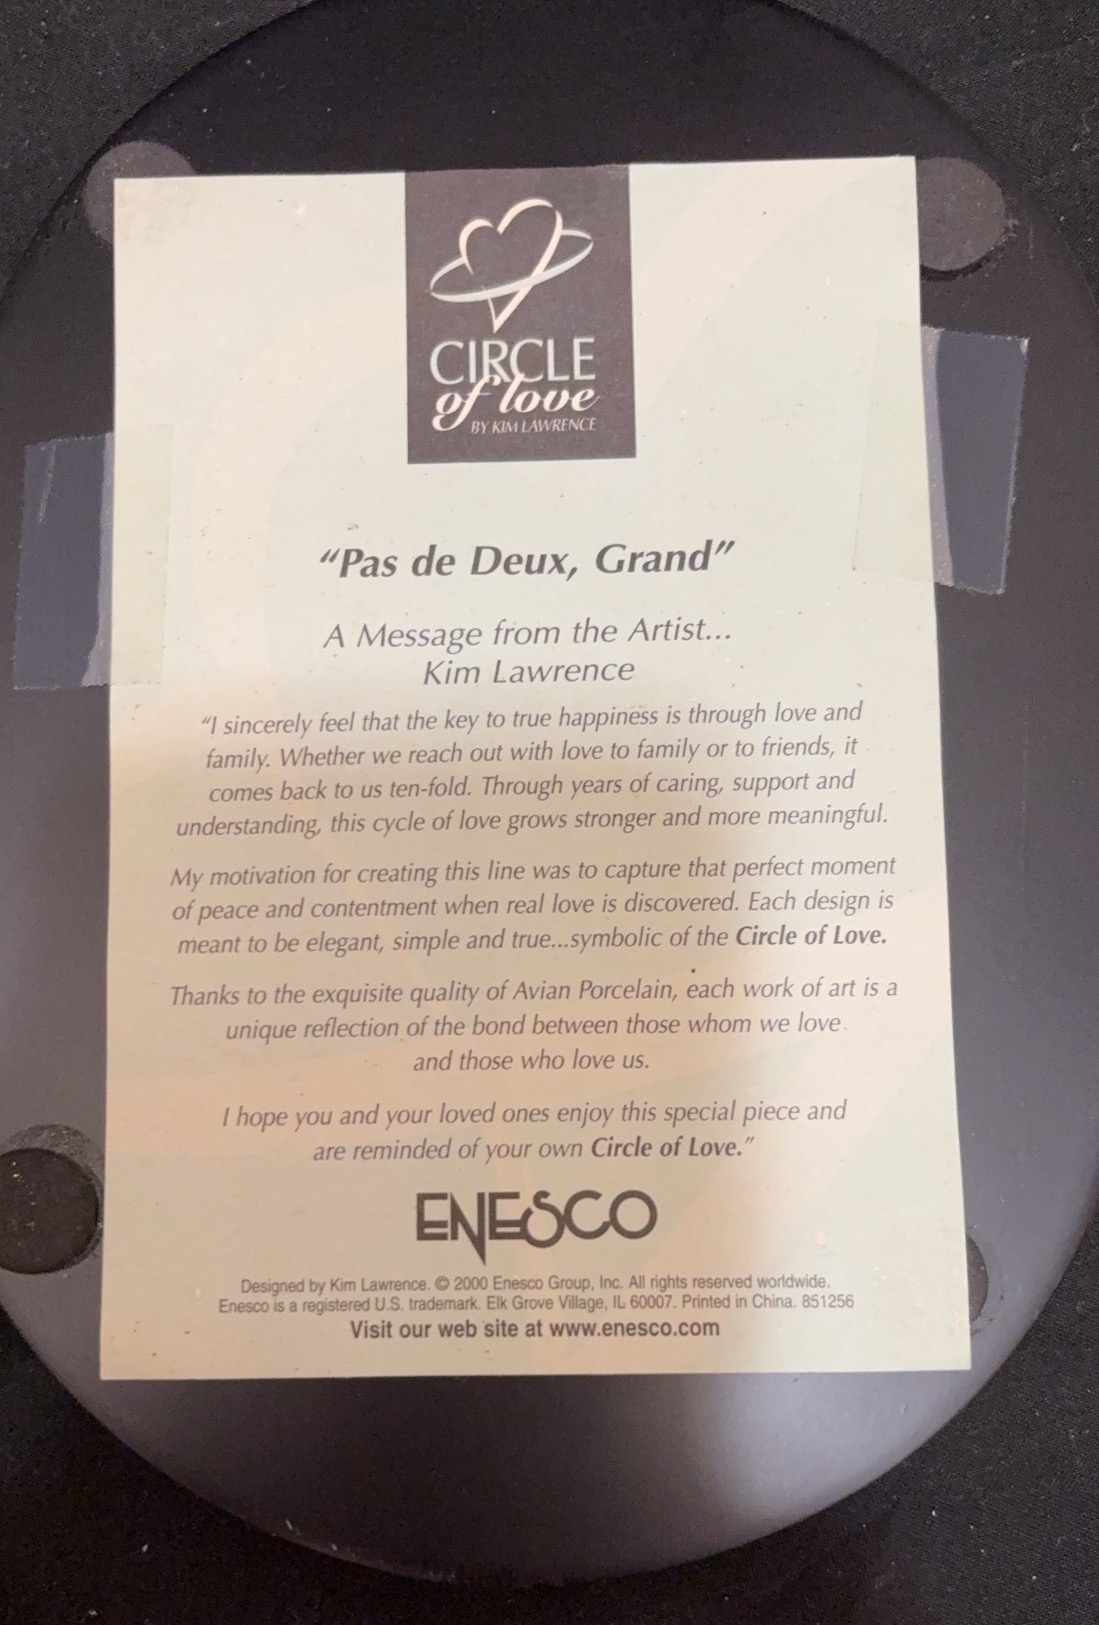 CIRCLE
of love
BY KIM LAWRENCE
“Pas de Deux, Grand”
A Message from the Artist...
Kim Lawrence
“I sincerely feel that the key to true happiness is through love and
family. Whether we reach out with love to family or to friends, it
comes back to us ten-fold. Through years of caring, support and
understanding, this cycle of love grows stronger and more meaningful.
My motivation for creating this line was to capture that perfect moment
of peace and contentment when real love is discovered. Each design is
meant to be elegant, simple and true...symbolic of the Circle of Love.
Thanks to the exquisite quality of Avian Porcelain, each work of art is a
unique reflection of the bond between those whom we love
and those who love us.
I hope you and your loved ones enjoy this special piece and
are reminded of your own Circle of Love.”
ENESCO
Designed by Kim Lawrence. © 2000 Enesco Group, Inc. All rights reserved worldwide.
Enesco is a registered U.S. trademark. Elk Grove Village, IL 60007. Printed in China. 851256
Visit our web site at www.enesco.com